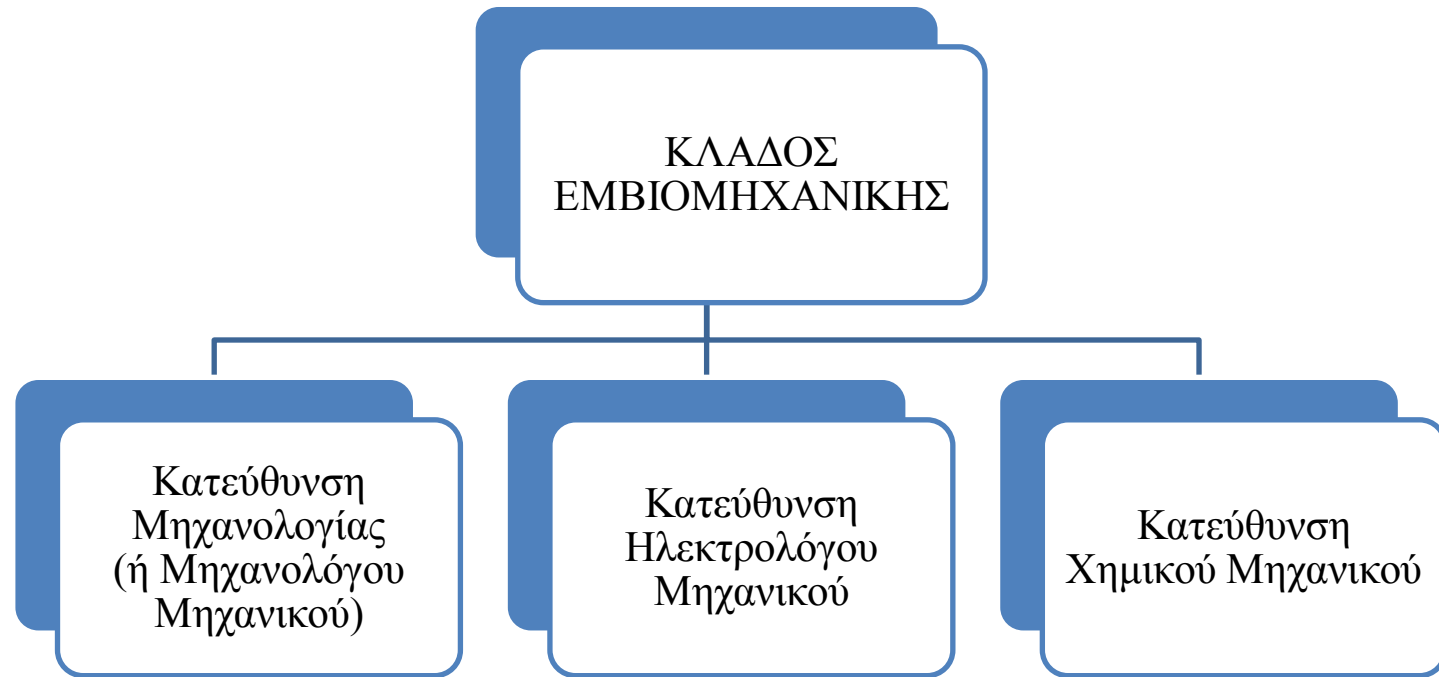 ΚΛΑΔΟΣ
ΕΜΒΙΟΜΗΧΑΝΙΚΗΣ
Κατεύθυνση
Μηχανολογίας
(ή Μηχανολόγου
Μηχανικού)
Κατεύθυνση
Ηλεκτρολόγου
Μηχανικού
Κατεύθυνση
Χημικού Μηχανικού